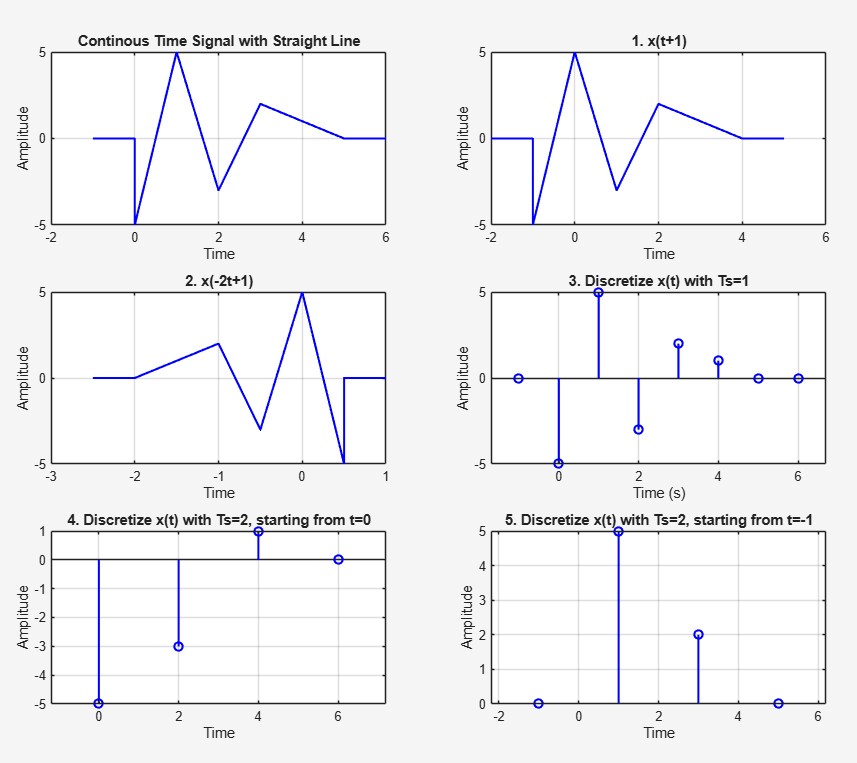 Continous Time Signal with Straight Line
5
0
-5
Amplitude
-2 0 2 4 6
Time
1. x(t+1)
5
0
-5
Amplitude
-2 0 2 4 6
Time
2. x(-2t+1)
5
0
-5
Amplitude
-3 -2 -1 0 1
Time
3. Discretize x(t) with Ts=1
5
0
-5
Amplitude
0 2 4 6
Time (s)
4. Discretize x(t) with Ts=2, starting from t=0
1
0
-1
-2
-3
-4
-5
Amplitude
0 2 4 6
Time
5. Discretize x(t) with Ts=2, starting from t=-1
5
4
3
2
1
0
Amplitude
-2 0 2 4 6
Time